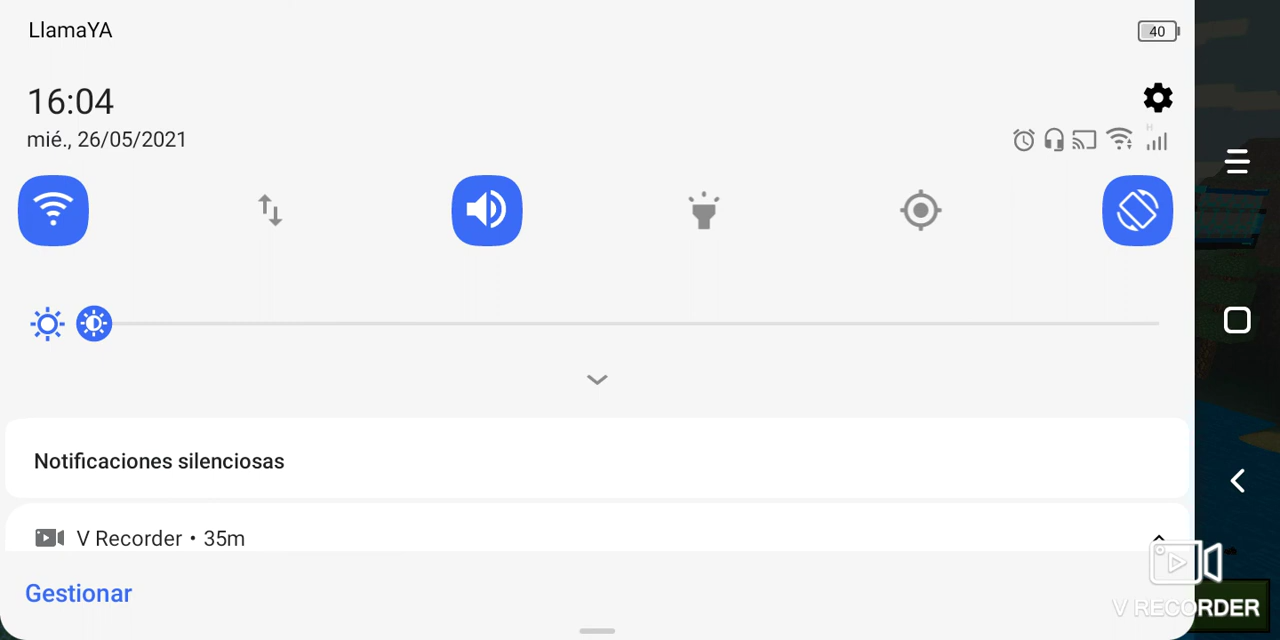 LlamaYA
40
16:04
mié., 26/05/2021
H
Notificaciones silenciosas
V Recorder • 35m
Gestionar
V RECORDER